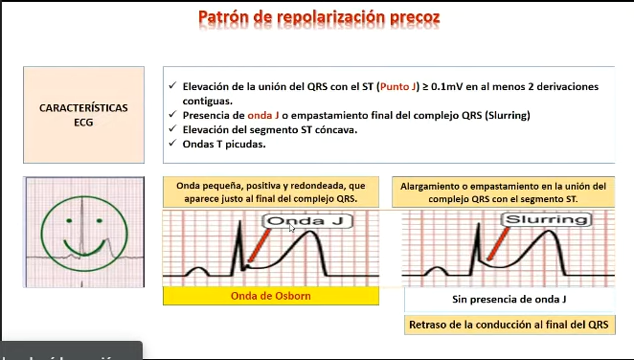 Patrón de repolarización precoz
CARACTERÍSTICAS
ECG
✓ Elevación de la unión del QRS con el ST (Punto J) ≥ 0.1mV en al menos 2 derivaciones
contiguas.
✓ Presencia de onda J o empastamiento final del complejo QRS (Slurring)
✓ Elevación del segmento ST cóncava.
✓ Ondas T picudas.
Onda pequeña, positiva y redondeada, que
aparece justo al final del complejo QRS.
Onda J
Onda de Osborn
Alargamiento o empastamiento en la unión del
complejo QRS con el segmento ST.
Slurring
Sin presencia de onda J
Retraso de la conducción al final del QRS